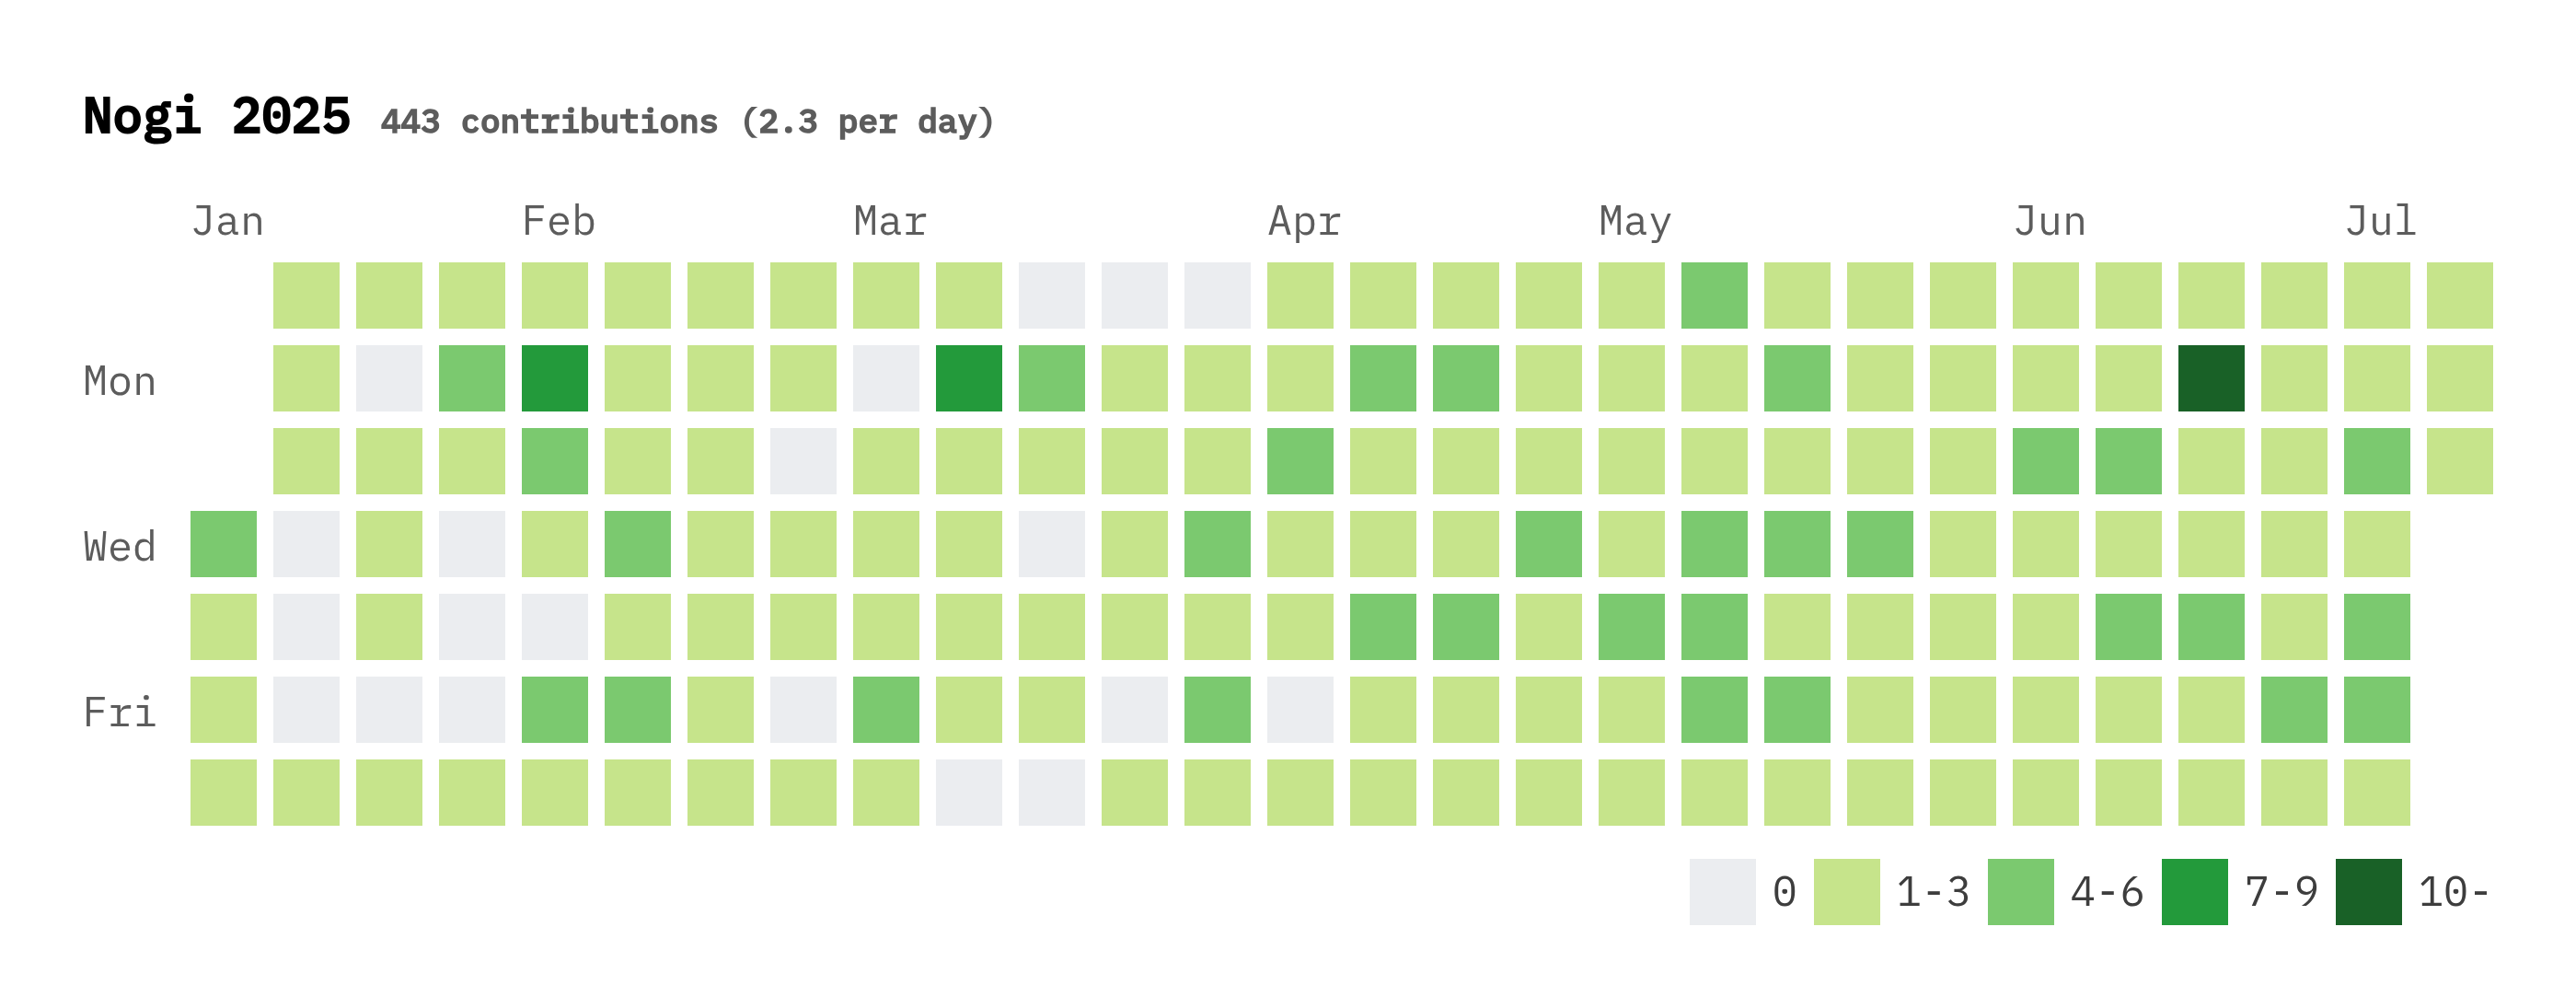 Nogi 2025 443 contributions (2.3 per day)
Jan Feb Mar Apr May Jun Jul
Mon
Wed
Fri
0 1-3 4-6 7-9 10-